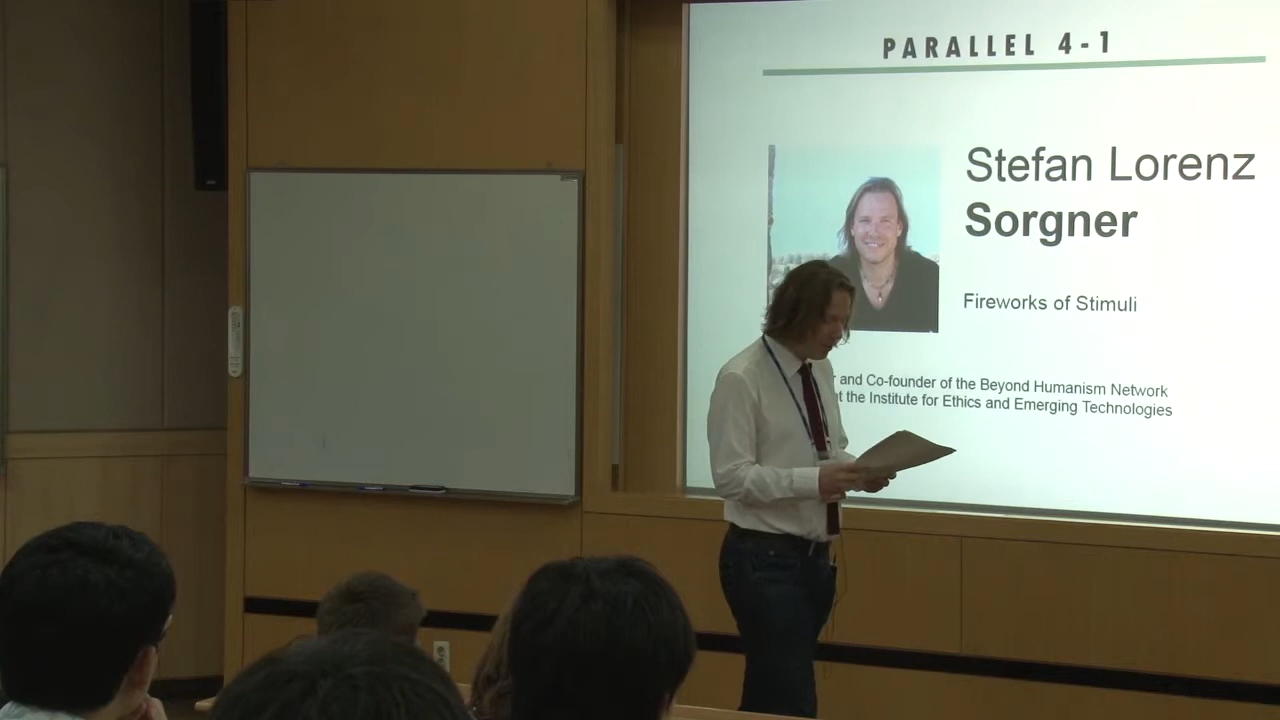 PARALLEL 4-1
Stefan Lorenz
Sorgner
Fireworks of Stimuli
and Co-founder of the Beyond Humanism Network
the Institute for Ethics and Emerging Technologies